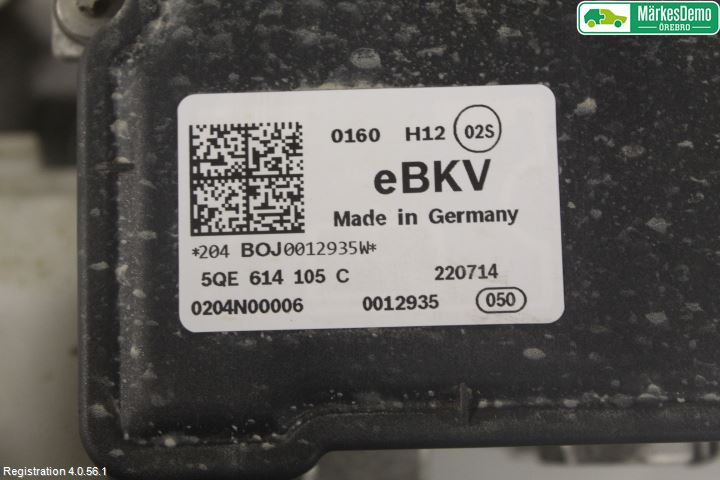 MärkesDemo
ÖREBRO
0160 H12 02S
eBKV
Made in Germany
*204 BOJ0012935W*
5QE 614 105 C 220714
0204N00006 0012935 050
Registration 4.0.56.1